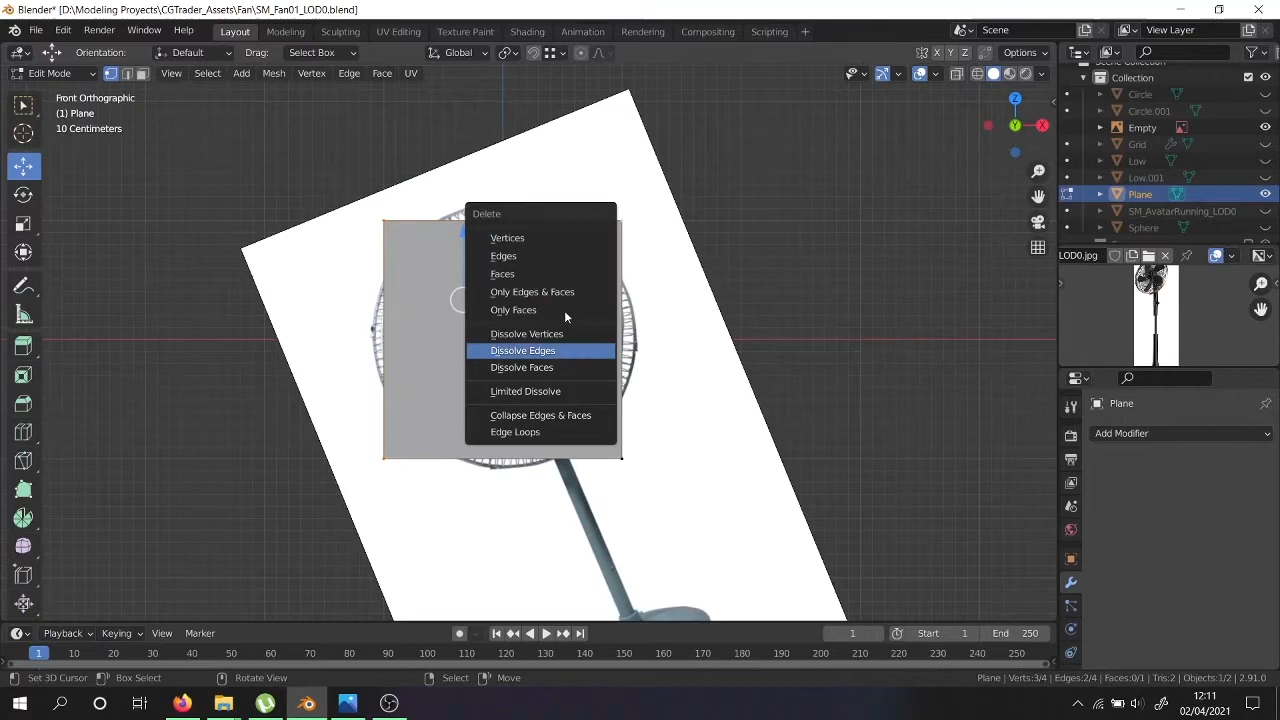 Blender* [D:\Modeling Projects\CGTrader_Assets\Fan\SM_Fan01_LOD0.blend]
File Edit Render Window Help Layout Modeling Sculpting UV Editing Texture Paint Shading Animation Rendering Compositing Scripting + Scene View Layer
Orientation: Default Drag: Select Box Global X Y Z Options
Edit Mode View Select Add Mesh Vertex Edge Face UV
Front Orthographic
(1) Plane
10 Centimeters
Z
Y X
Delete
Vertices
Edges
Faces
Only Edges & Faces
Only Faces
Dissolve Vertices
Dissolve Edges
Dissolve Faces
Limited Dissolve
Collapse Edges & Faces
Edge Loops
Collection
Circle
Circle.001
Empty
Grid
Low
Low.001
Plane
SM_AvatarRunning_LOD0
Sphere
LOD0.jpg
Plane
Add Modifier
Playback Keying View Marker 1 Start 1 End 250
1 10 20 30 40 50 60 70 80 90 100 110 120 130 140 150 160 170 180 190 200 210 220 230 240 250
Set 3D Cursor Box Select Rotate View Select Move Plane | Verts:3/4 | Edges:2/4 | Faces:0/1 | Tris:2 | Objects:1/2 | 2.91.0
12:11
02/04/2021